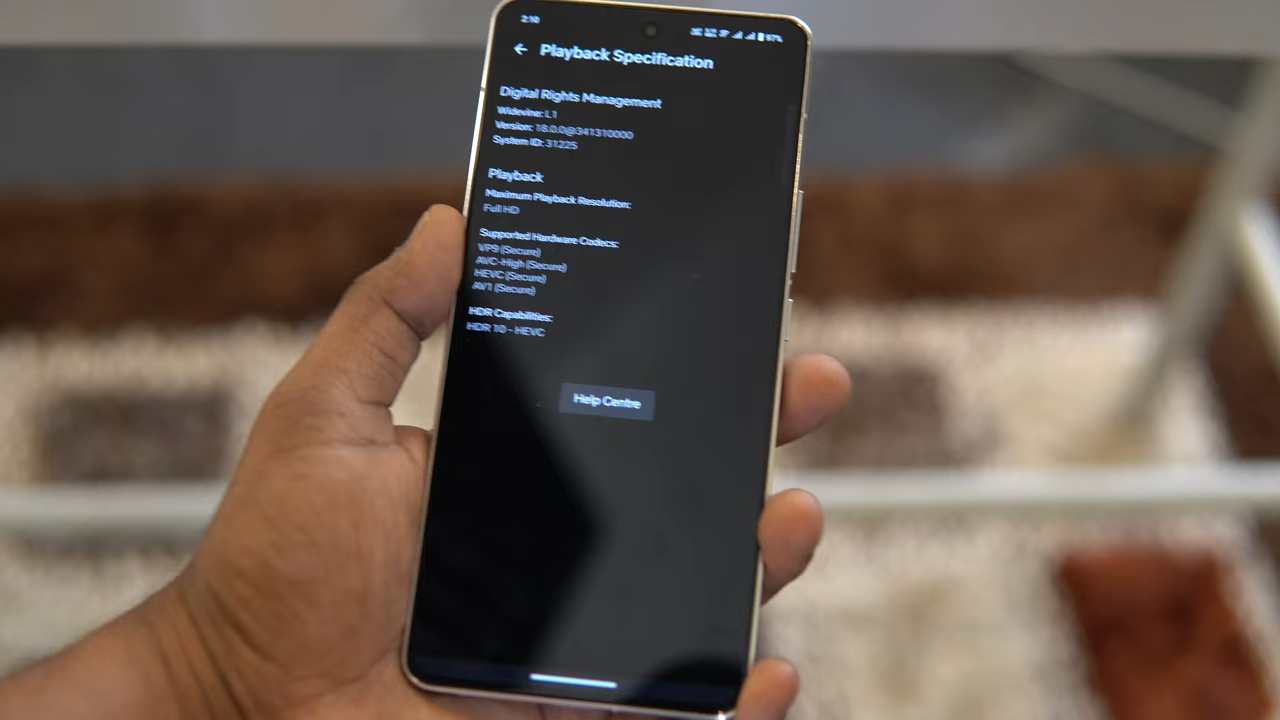 2:10
97%
Playback Specification
Digital Rights Management
Widevine: L1
Version: 18.0.0@341310000
System ID: 31225
Playback
Maximum Playback Resolution:
Full HD
Supported Hardware Codecs:
VP9 (Secure)
AVC-High (Secure)
HEVC (Secure)
AV1 (Secure)
HDR Capabilities:
HDR 10 - HEVC
Help Centre